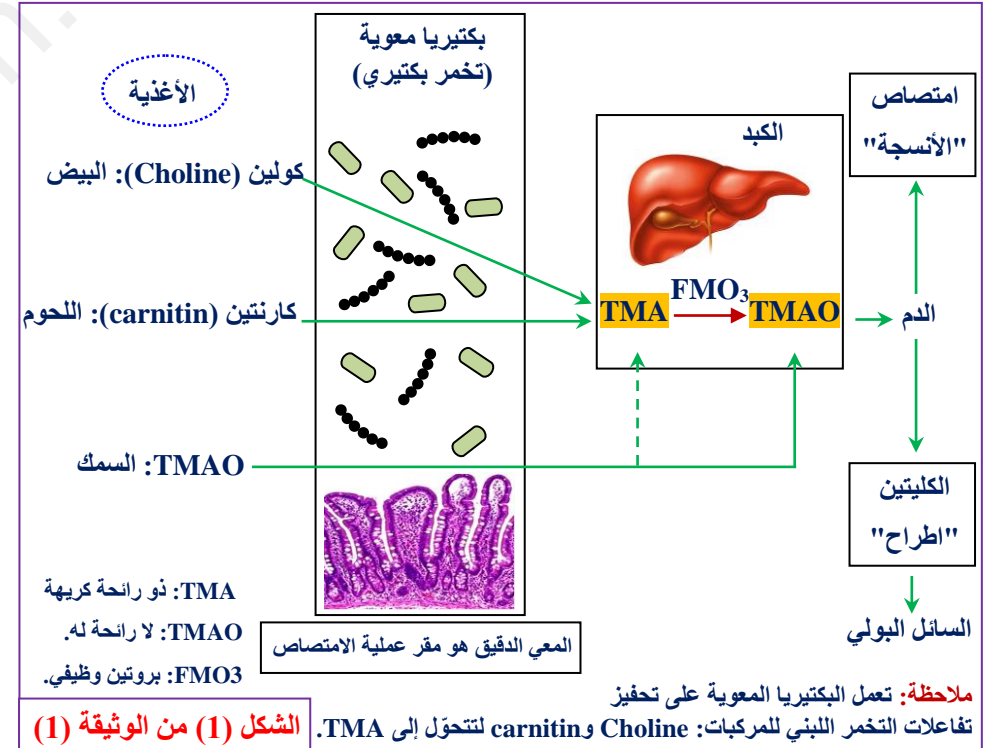 بكتيريا معوية
(تخمر بكتيري)
الأغذية
امتصاص
"الأنسجة"
الكبد
كولين (Choline): البيض
FMO₃
TMA
TMAO
الدم
كارنتين (carnitin): اللحوم
TMAO: السمك
الكليتين
"اطراح"
TMA: ذو رائحة كريهة
TMAO: لا رائحة له.
FMO3: بروتين وظيفي.
السائل البولي
المعي الدقيق هو مقر عملية الامتصاص
ملاحظة: تعمل البكتيريا المعوية على تحفيز
تفاعلات التخمر اللبني للمركبات: Choline وcarnitin لتتحوّل إلى TMA.
الشكل (1) من الوثيقة (1)